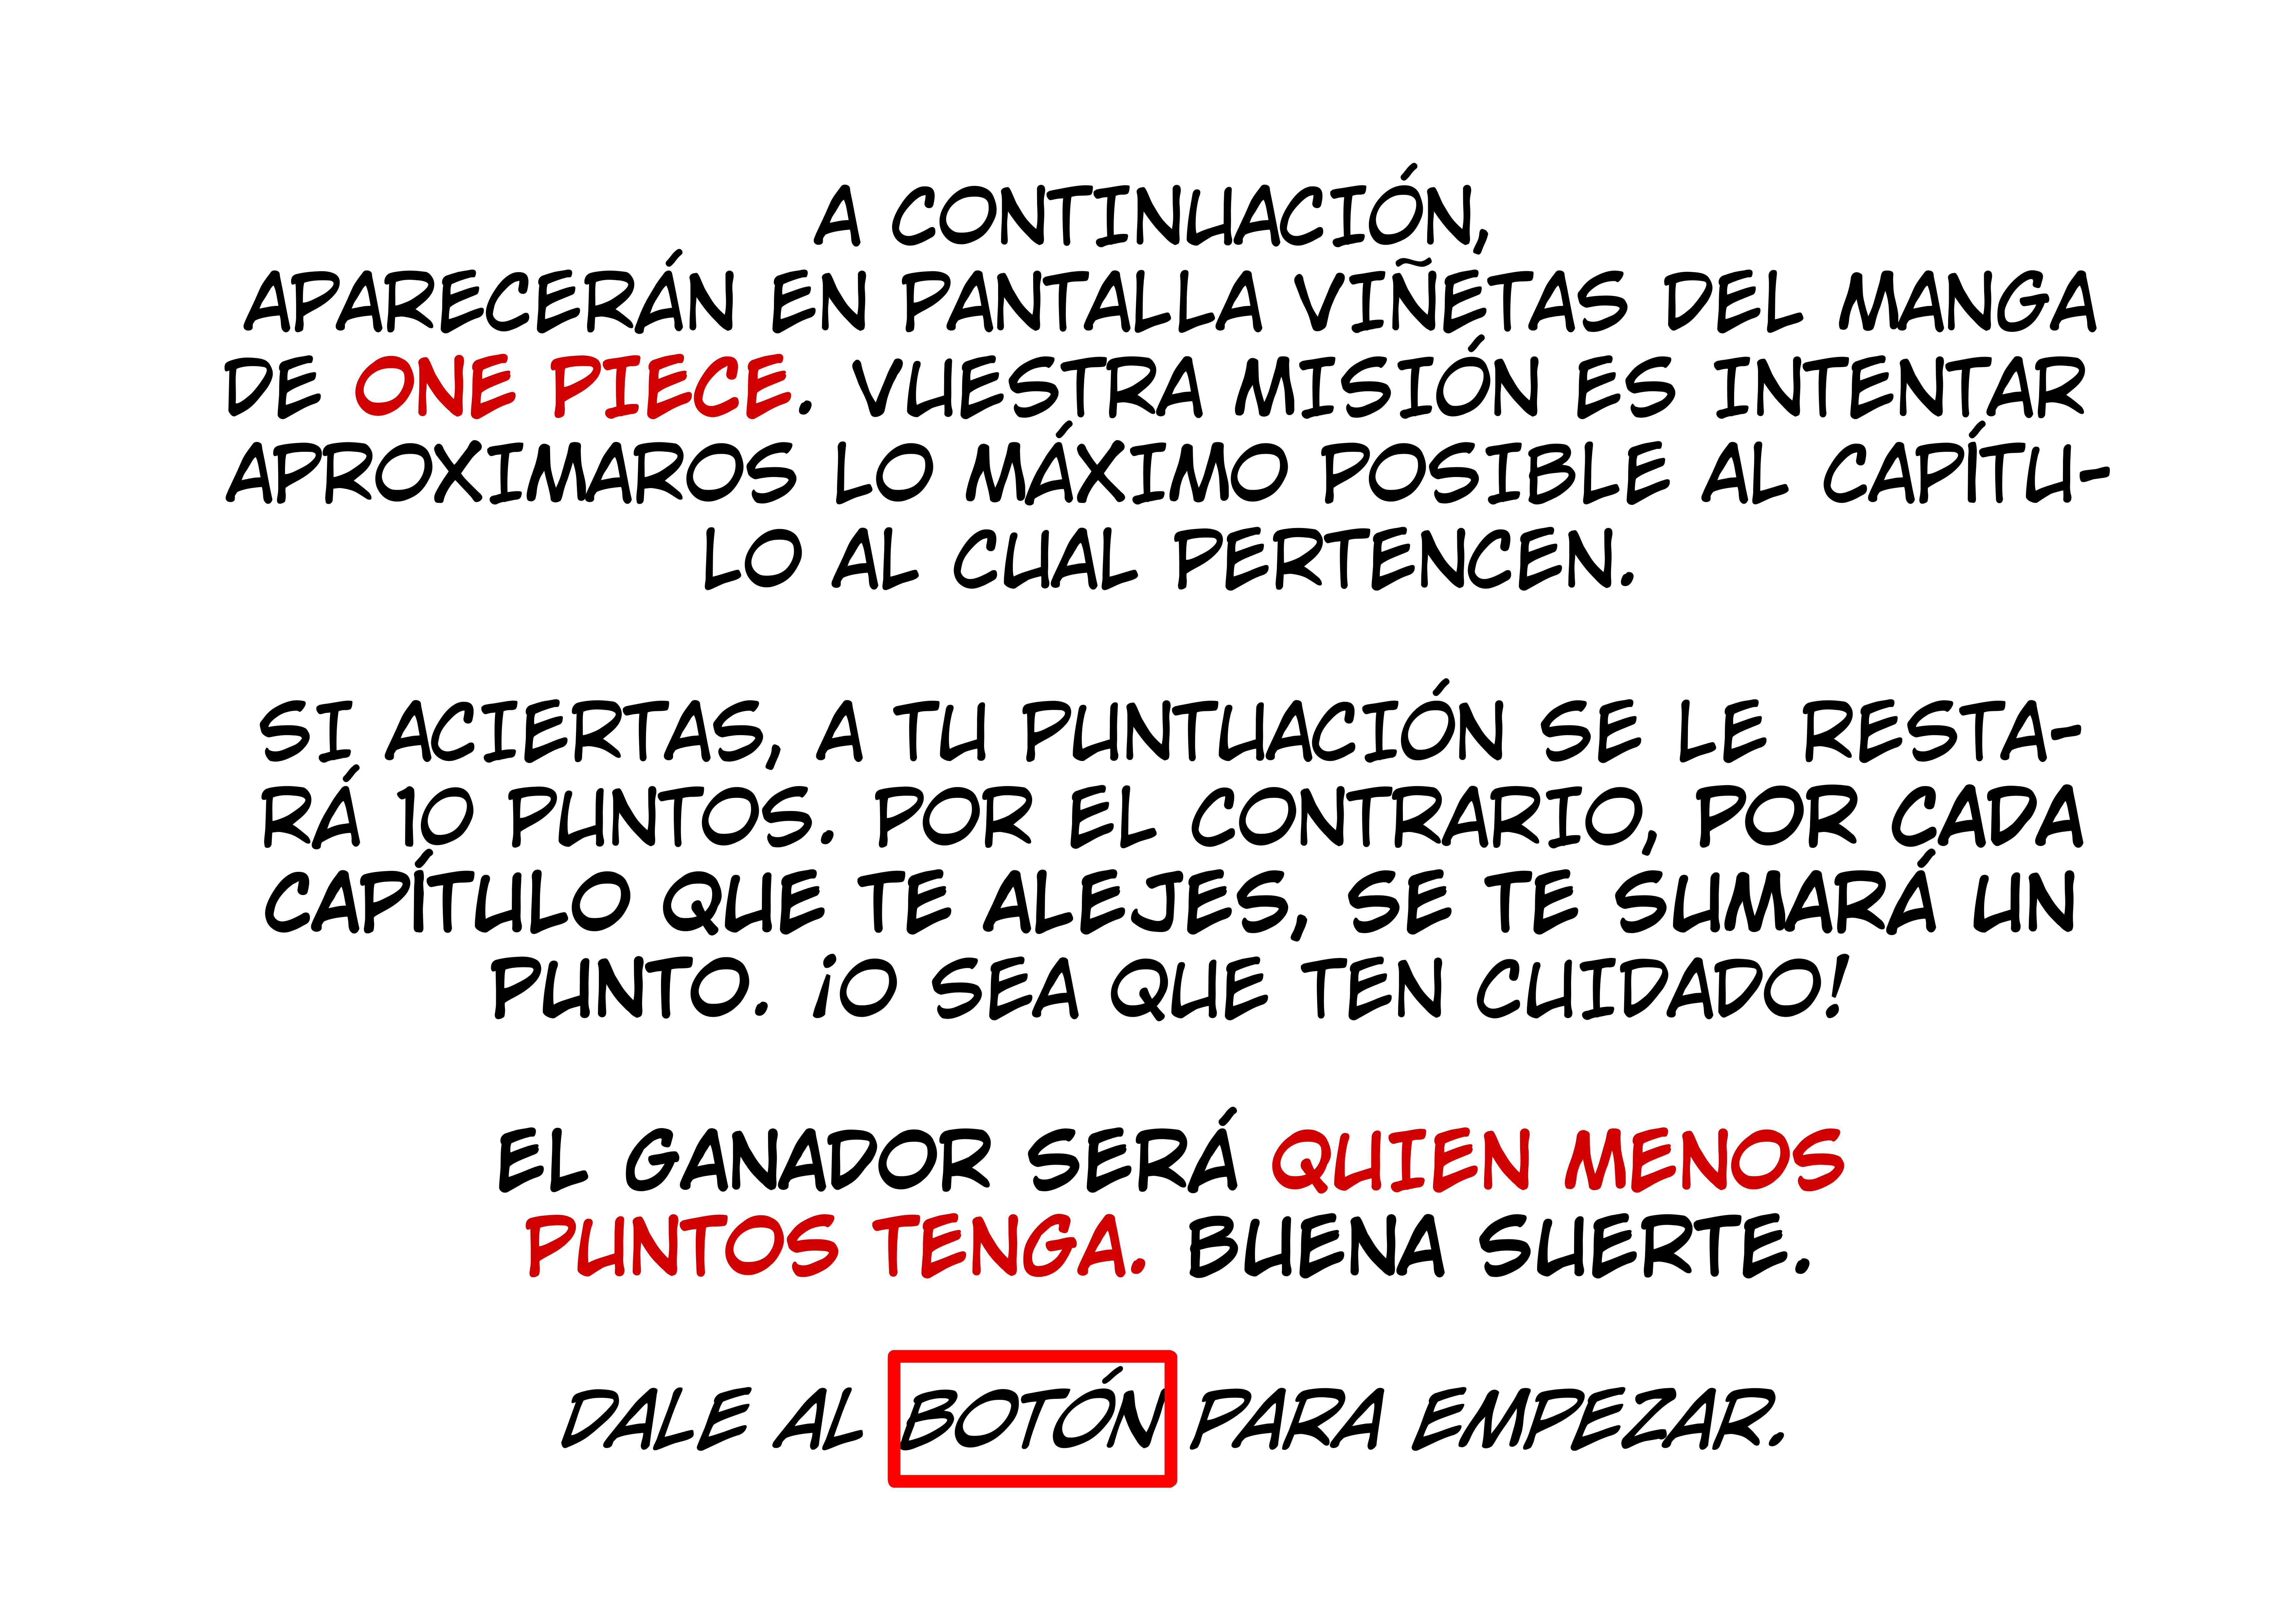 A CONTINUACIÓN,
APARECERÁN EN PANTALLA VIÑETAS DEL MANGA
DE ONE PIECE. VUESTRA MISIÓN ES INTENTAR
APROXIMAROS LO MÁXIMO POSIBLE AL CAPÍTU-
LO AL CUAL PERTENCEN.
SI ACIERTAS, A TU PUNTUACIÓN SE LE RESTA-
RÁ 10 PUNTOS. POR EL CONTRARIO, POR CADA
CAPÍTULO QUE TE ALEJES, SE TE SUMARÁ UN
PUNTO. ¡O SEA QUE TEN CUIDADO!
EL GANADOR SERÁ QUIEN MENOS
PUNTOS TENGA. BUENA SUERTE.
DALE AL BOTÓN PARA EMPEZAR.